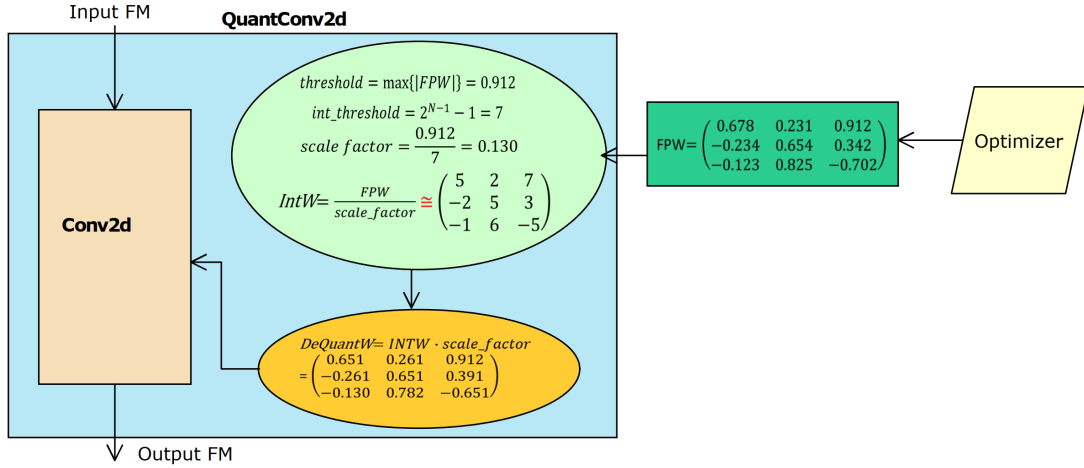 Input FM
QuantConv2d
threshold = max{|FPW|} = 0.912
int_threshold = 2^{N−1} − 1 = 7
scale factor = 0.912/7 = 0.130
IntW= FPW/scale_factor ≅ (5 2 7
−2 5 3
−1 6 −5)
Conv2d
FPW= (0.678 0.231 0.912
−0.234 0.654 0.342
−0.123 0.825 −0.702)
Optimizer
DeQuantW= INTW · scale_factor
= (0.651 0.261 0.912
−0.261 0.651 0.391
−0.130 0.782 −0.651)
Output FM